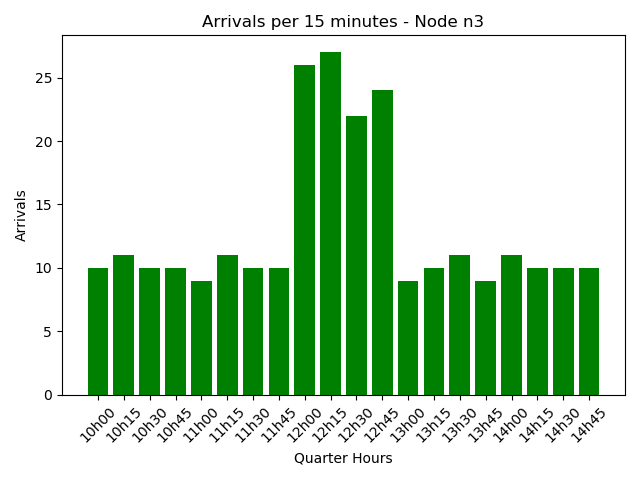 Arrivals per 15 minutes - Node n3
Arrivals
25
20
15
10
5
0
10h00
10h15
10h30
10h45
11h00
11h15
11h30
11h45
12h00
12h15
12h30
12h45
13h00
13h15
13h30
13h45
14h00
14h15
14h30
14h45
Quarter Hours